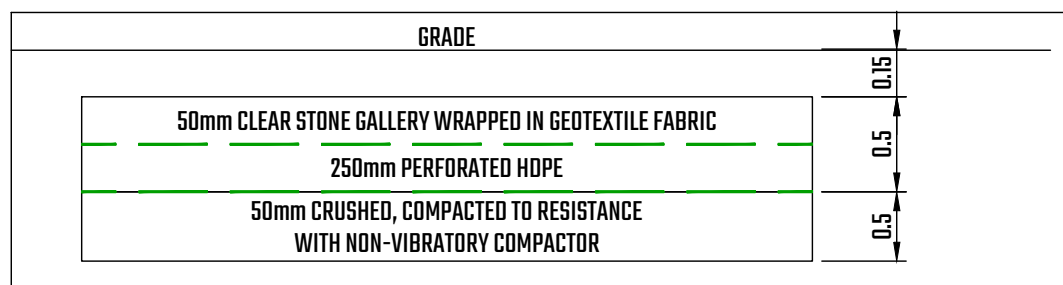 GRADE
50mm CLEAR STONE GALLERY WRAPPED IN GEOTEXTILE FABRIC
250mm PERFORATED HDPE
50mm CRUSHED, COMPACTED TO RESISTANCE
WITH NON-VIBRATORY COMPACTOR
0.15
0.5
0.5